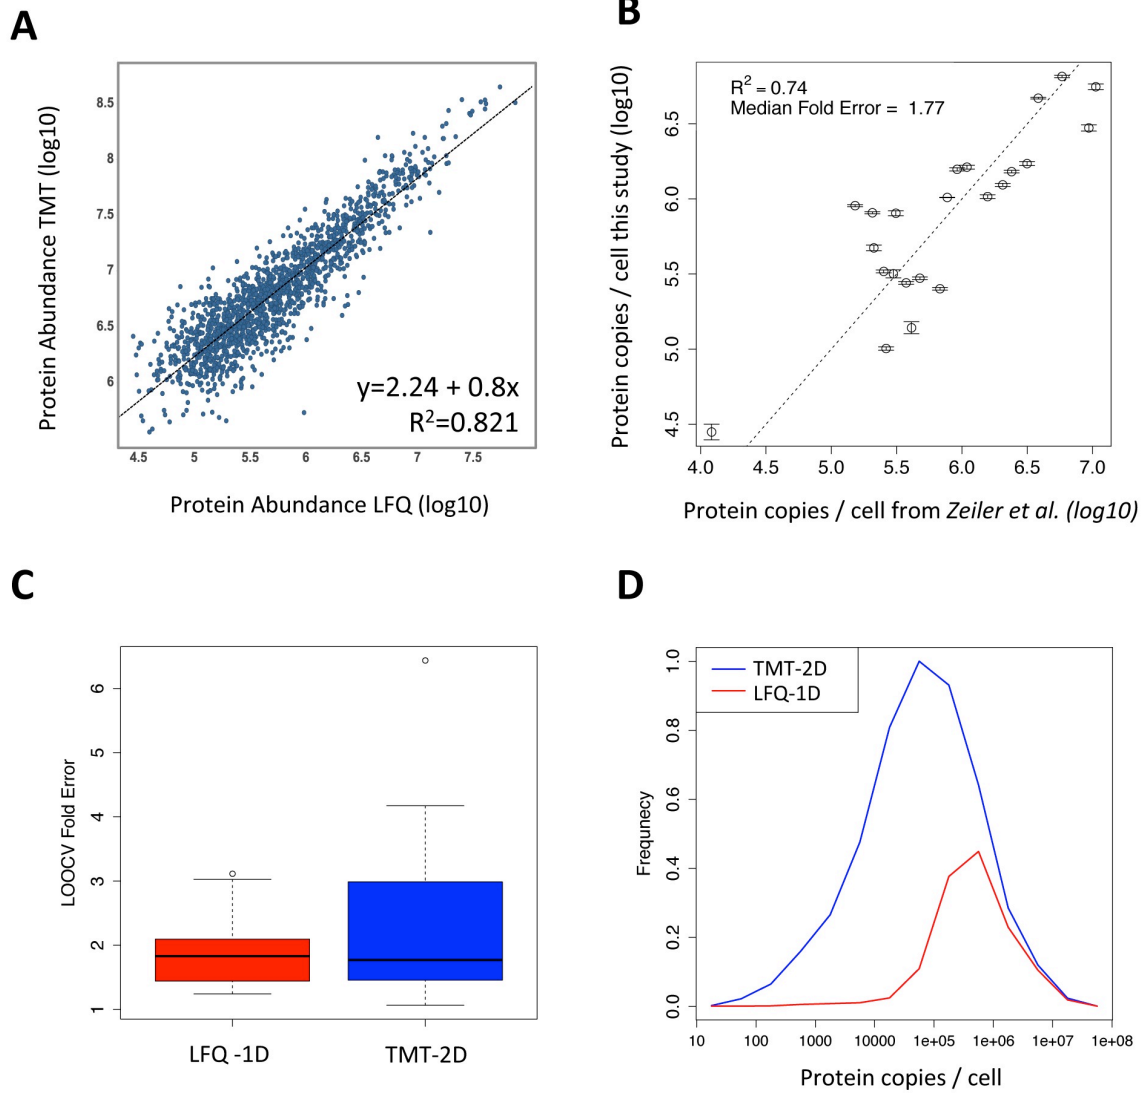 A
8.5
8
7.5
7
6.5
6
4.5 5 5.5 6 6.5 7 7.5
Protein Abundance TMT (log10)
y=2.24 + 0.8x
R2=0.821
Protein Abundance LFQ (log10)
B
R2 = 0.74
Median Fold Error = 1.77
6.5
6.0
5.5
5.0
4.5
4.0 4.5 5.0 5.5 6.0 6.5 7.0
Protein copies / cell this study (log10)
Protein copies / cell from Zeiler et al. (log10)
C
6
5
4
3
2
1
LOOCV Fold Error
LFQ -1D TMT-2D
D
TMT-2D
LFQ-1D
1.0
0.8
0.6
0.4
0.2
0.0
Frequnecy
10 100 1000 10000 1e+05 1e+06 1e+07 1e+08
Protein copies / cell